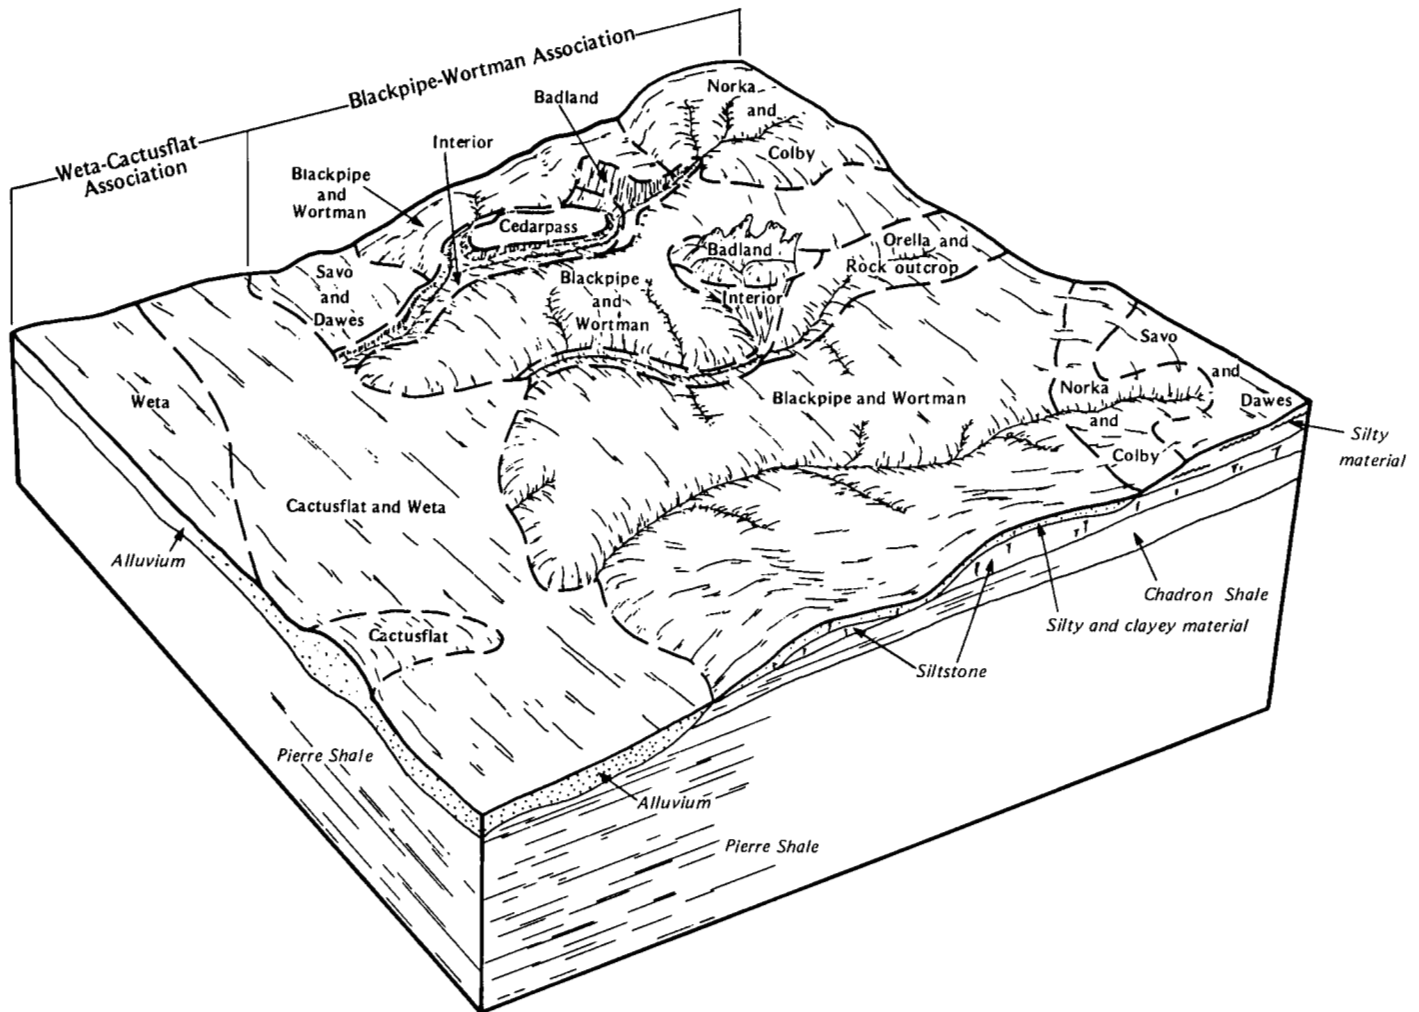 Blackpipe-Wortman Association
Weta-Cactusflat
Association
Badland
Norka
and
Colby
Interior
Blackpipe
and
Wortman
Cedarpass
Badland
Orella and
Rock outcrop
Savo
and
Dawes
Blackpipe
and
Wortman
Interior
Savo
and
Dawes
Weta
Blackpipe and Wortman
Norka
and
Colby
Silty
material
Cactusflat and Weta
Alluvium
Chadron Shale
Silty and clayey material
Cactusflat
Siltstone
Pierre Shale
Alluvium
Pierre Shale